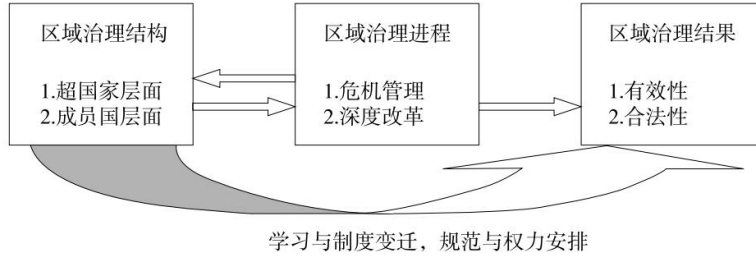 区域治理结构
1.超国家层面
2.成员国层面
区域治理进程
1.危机管理
2.深度改革
区域治理结果
1.有效性
2.合法性
学习与制度变迁，规范与权力安排